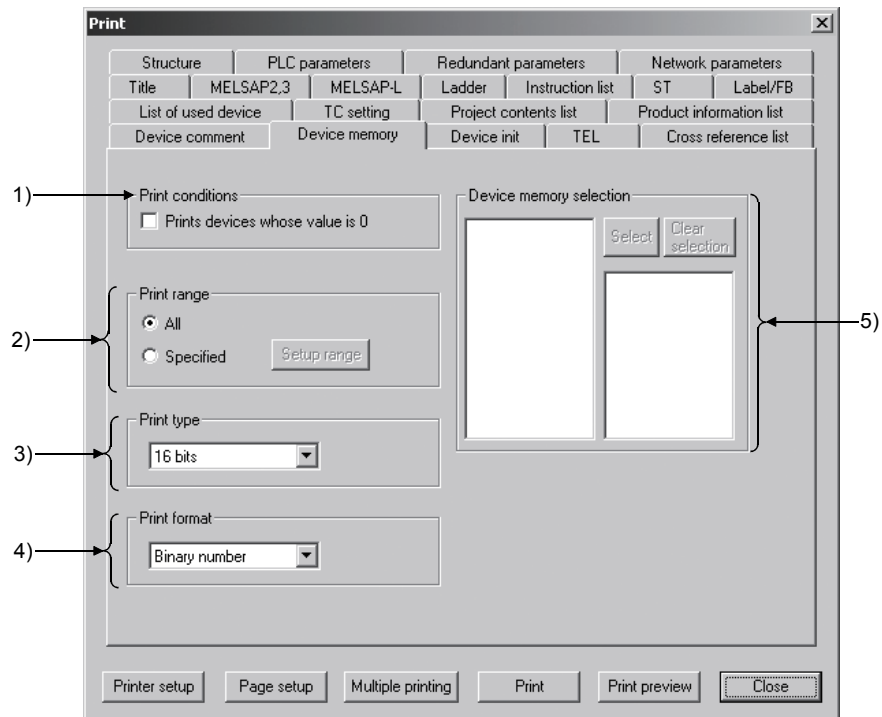 Print
Structure PLC parameters Redundant parameters Network parameters
Title MELSAP2,3 MELSAP-L Ladder Instruction list ST Label/FB
List of used device TC setting Project contents list Product information list
Device comment Device memory Device init TEL Cross reference list
1) Print conditions
Prints devices whose value is 0
Device memory selection
Select Clear selection
5)
2) Print range
All
Specified Setup range
3) Print type
16 bits
4) Print format
Binary number
Printer setup Page setup Multiple printing Print Print preview Close